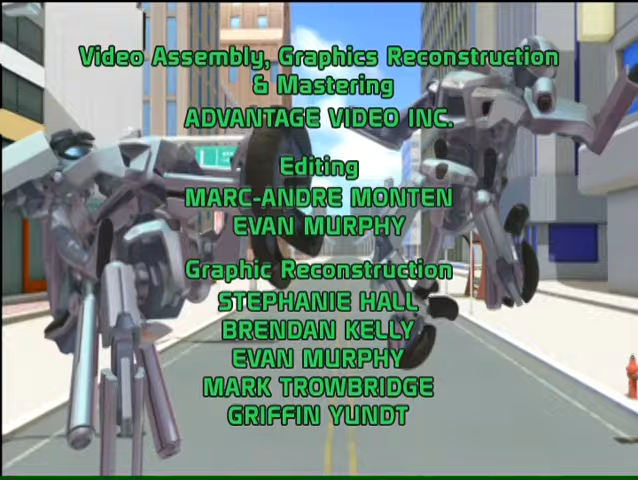 Video Assembly, Graphics Reconstruction
& Mastering
ADVANTAGE VIDEO INC.
Editing
MARC-ANDRE MONTEN
EVAN MURPHY
Graphic Reconstruction
STEPHANIE HALL
BRENDAN KELLY
EVAN MURPHY
MARK TROWBRIDGE
GRIFFIN YUNDT